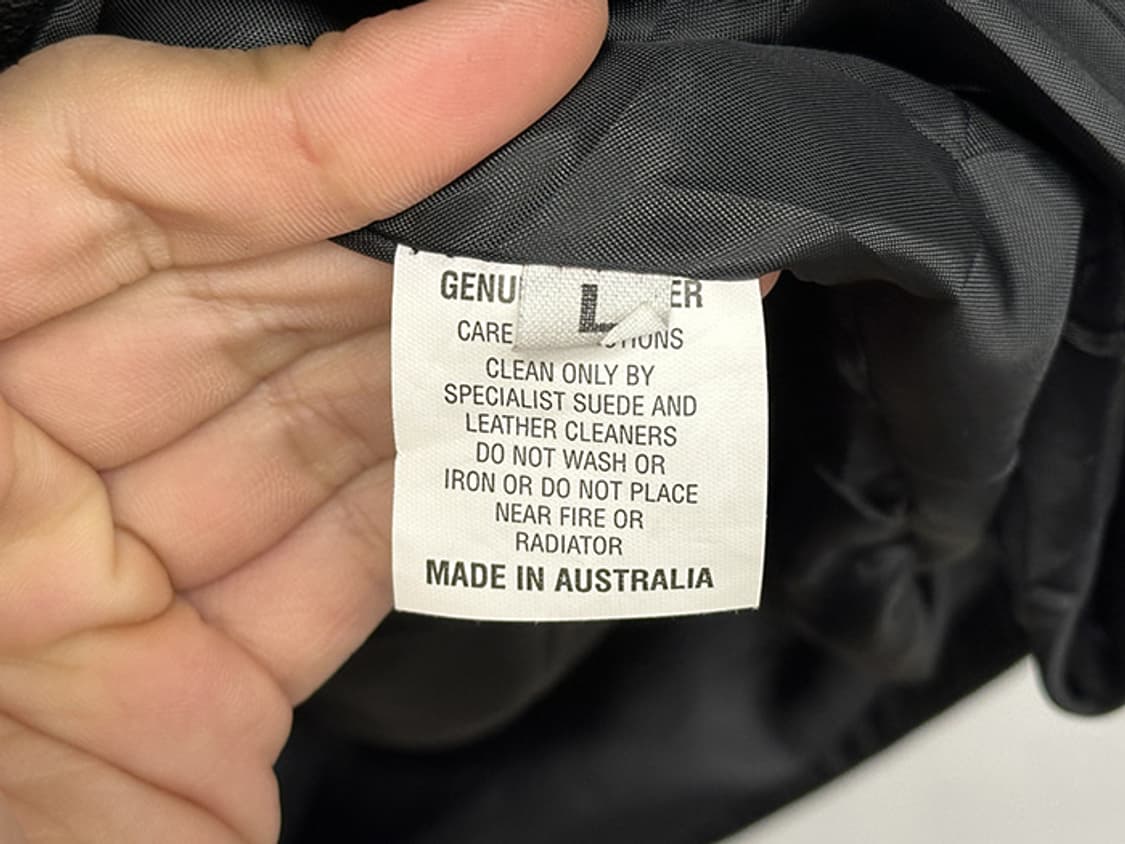 L
CARE
CLEAN ONLY BY
SPECIALIST SUEDE AND
LEATHER CLEANERS
DO NOT WASH OR
IRON OR DO NOT PLACE
NEAR FIRE OR
RADIATOR
MADE IN AUSTRALIA